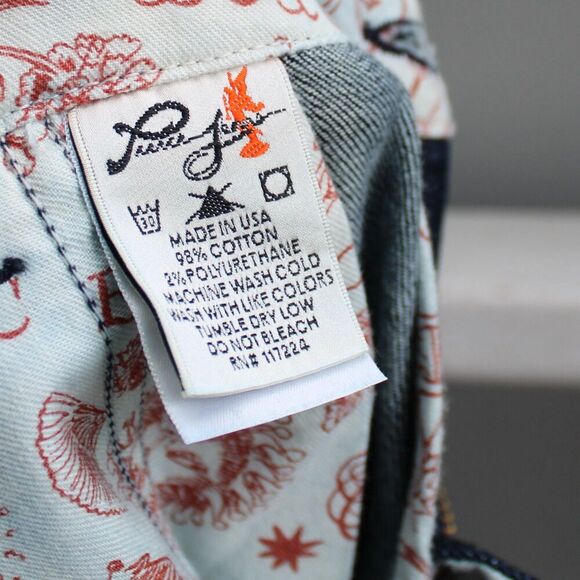 30
MADE IN USA
98% COTTON
2% POLYURETHANE
MACHINE WASH COLD
WASH WITH LIKE COLORS
TUMBLE DRY LOW
DO NOT BLEACH
RN# 117224